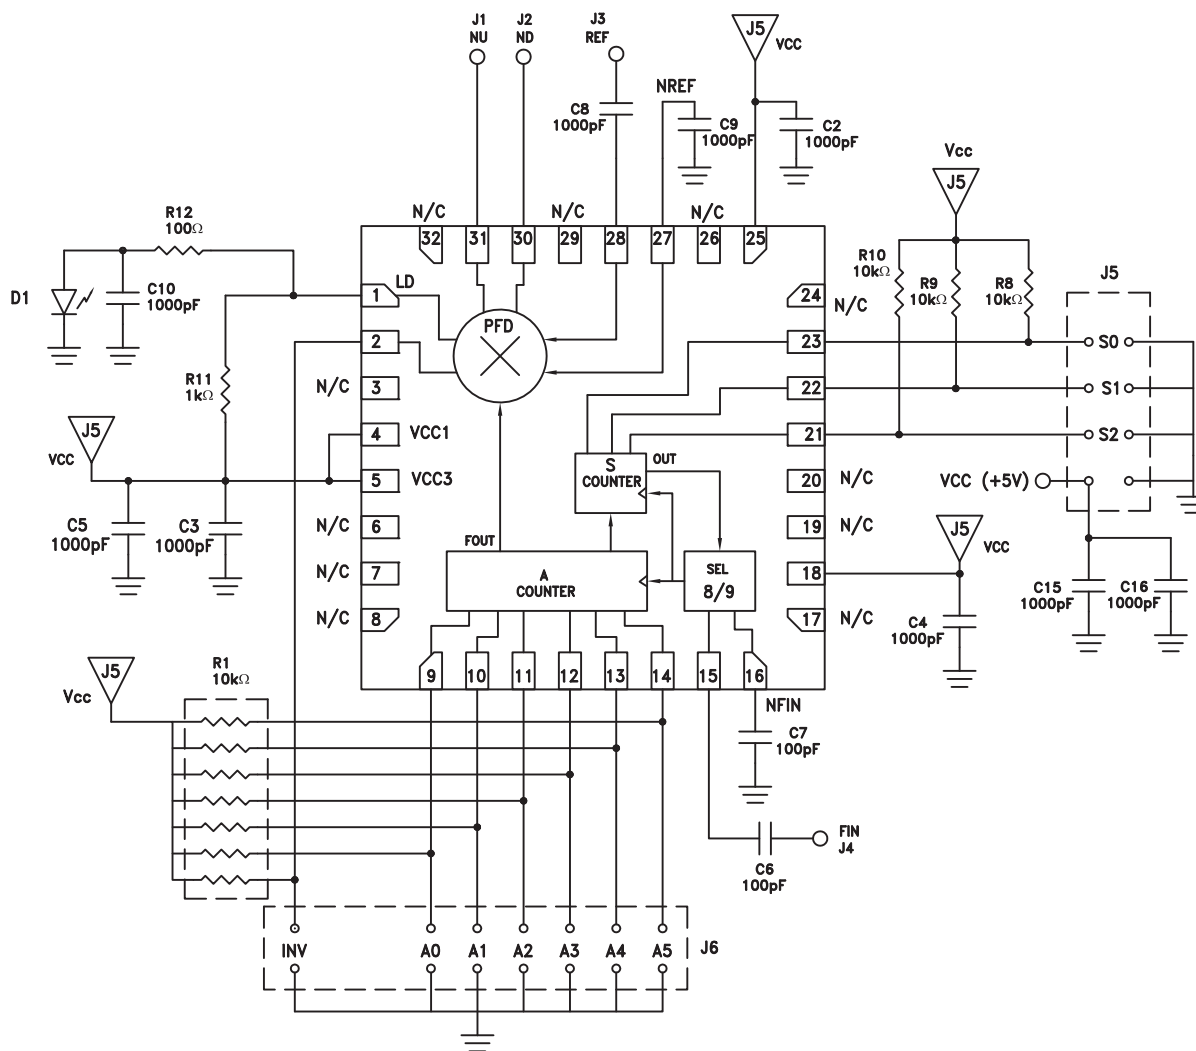 J1
NU
J2
ND
J3
REF
J5
VCC
NREF
C8
1000pF
C9
1000pF
C2
1000pF
Vcc
J5
R12
100Ω
N/C
N/C
N/C
32
31
30
29
28
27
26
25
R10
10kΩ
R9
10kΩ
R8
10kΩ
J5
D1
C10
1000pF
1
LD
PFD
24
N/C
2
23
S0
R11
1kΩ
N/C
3
22
S1
J5
VCC
4
VCC1
21
S2
5
VCC3
S
COUNTER
OUT
20
N/C
VCC (+5V)
C5
1000pF
C3
1000pF
N/C
6
19
N/C
J5
VCC
FOUT
N/C
7
A
COUNTER
SEL
8/9
18
C15
1000pF
C16
1000pF
N/C
8
17
N/C
C4
1000pF
J5
Vcc
R1
10kΩ
9
10
11
12
13
14
15
16
NFIN
C7
100pF
FIN
J4
C6
100pF
INV
A0
A1
A2
A3
A4
A5
J6